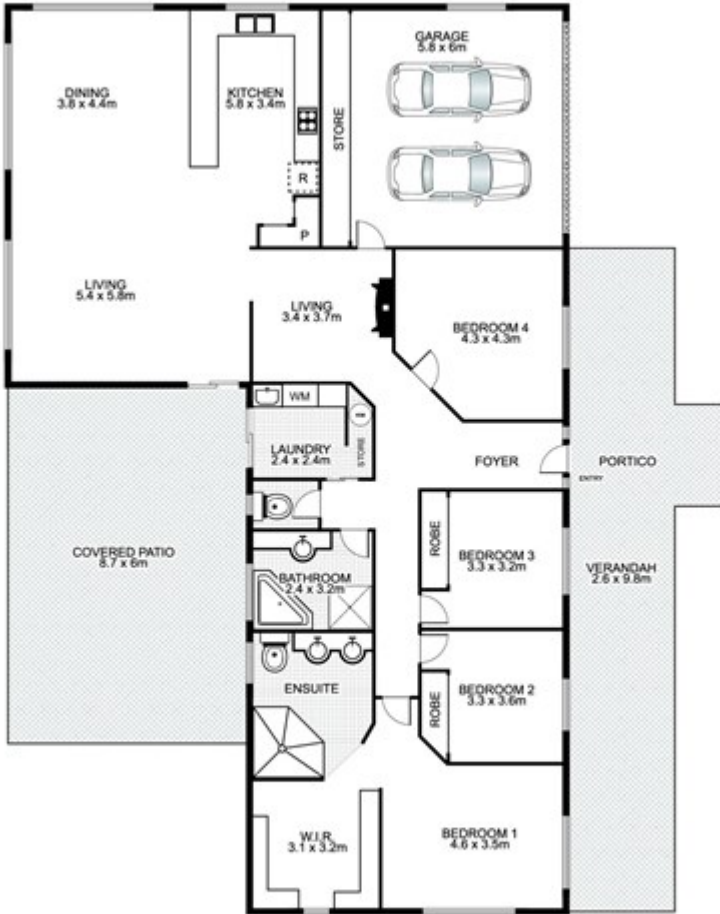 GARAGE
5.8 x 6m
DINING
3.8 x 4.4m
KITCHEN
5.8 x 3.4m
STORE
R
P
LIVING
5.4 x 5.8m
LIVING
3.4 x 3.7m
BEDROOM 4
4.3 x 4.3m
WM
LAUNDRY
2.4 x 2.4m
STORE
HW
FOYER
ENTRY
PORTICO
COVERED PATIO
8.7 x 6m
BATHROOM
2.4 x 3.2m
ROBE
BEDROOM 3
3.3 x 3.2m
VERANDAH
2.6 x 9.8m
ENSUITE
ROBE
BEDROOM 2
3.3 x 3.6m
W.I.R.
3.1 x 3.2m
BEDROOM 1
4.6 x 3.5m